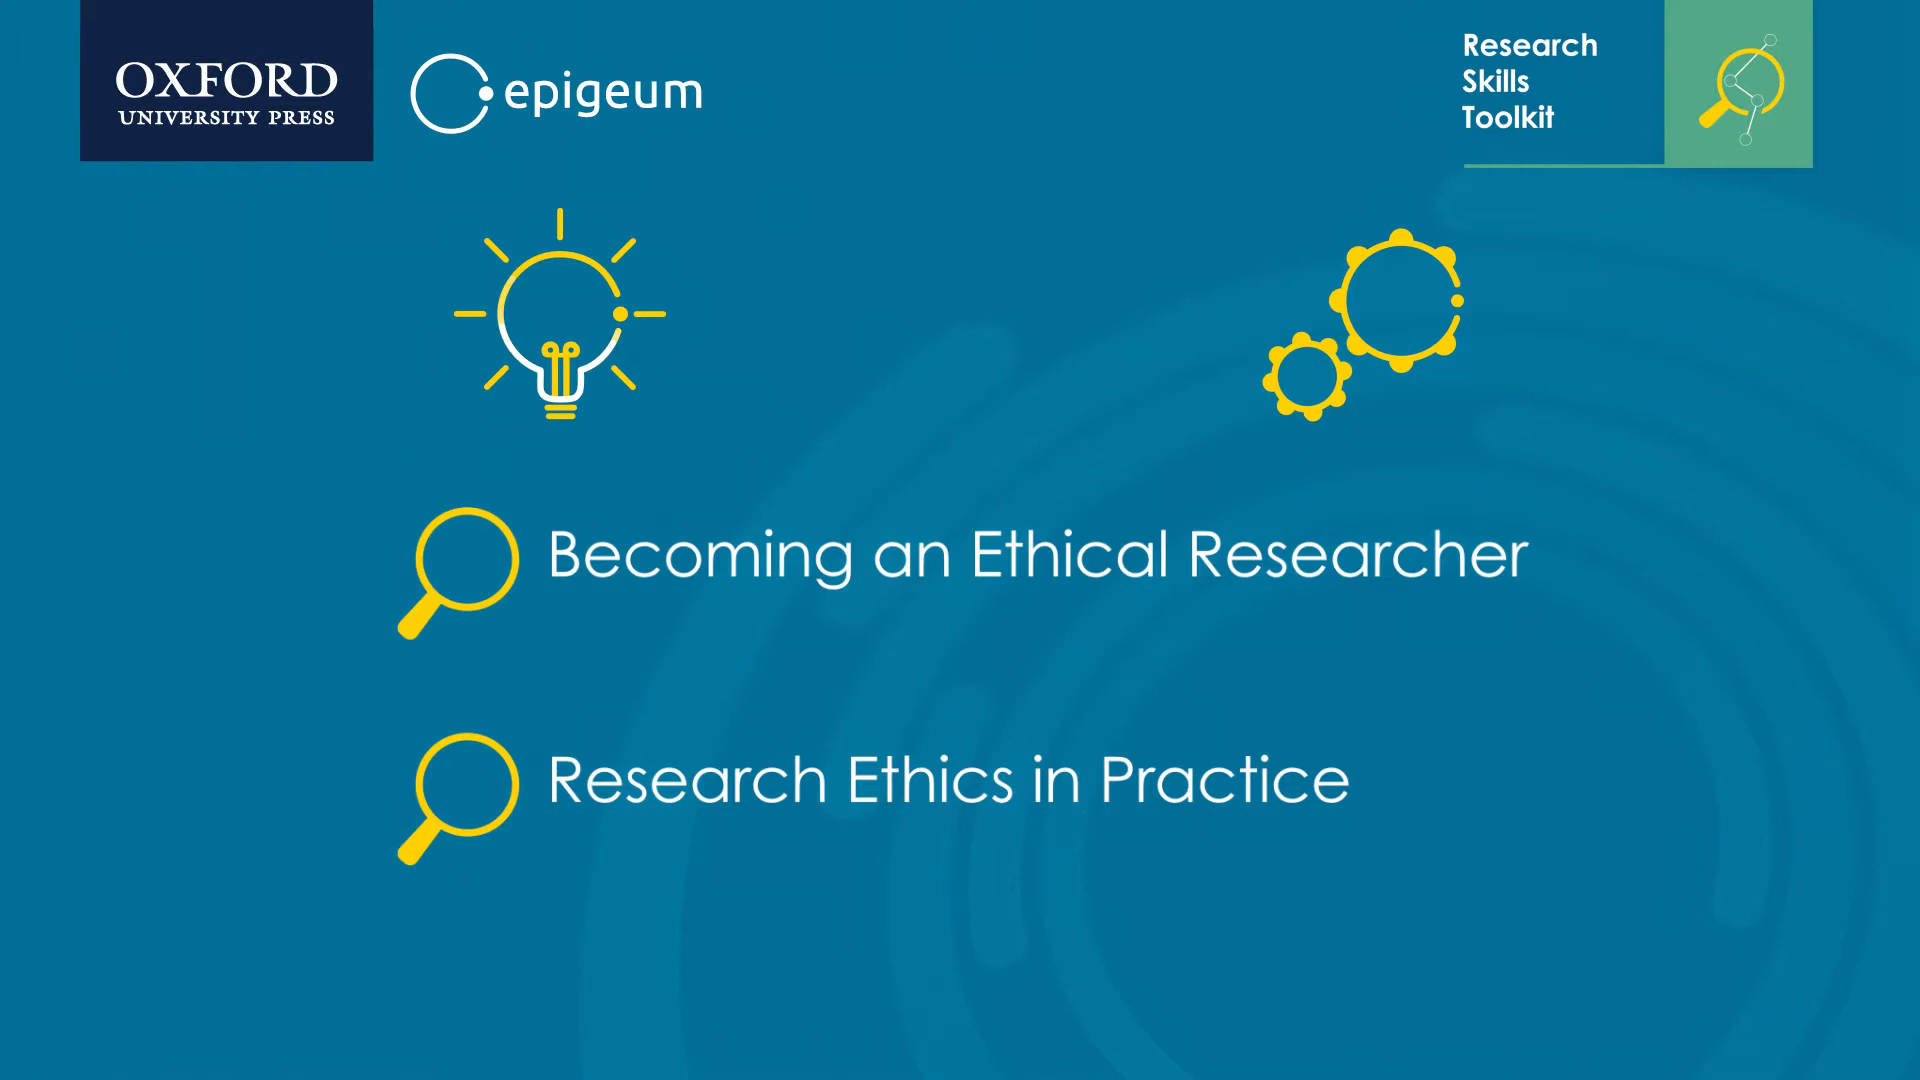 OXFORD
UNIVERSITY PRESS
epigeum
Research
Skills
Toolkit
Becoming an Ethical Researcher
Research Ethics in Practice